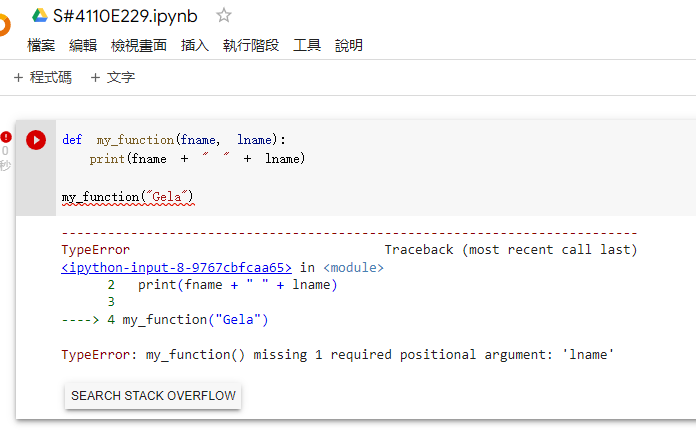 S#4110E229.ipynb
檔案 編輯 檢視畫面 插入 執行階段 工具 說明
+ 程式碼 + 文字
0
秒
def my_function(fname, lname):
print(fname + " " + lname)
my_function("Gela")
---------------------------------------------------------------------------
TypeError Traceback (most recent call last)
<ipython-input-8-9767cbfcaa65> in <module>
2 print(fname + " " + lname)
3
----> 4 my_function("Gela")
TypeError: my_function() missing 1 required positional argument: 'lname'
SEARCH STACK OVERFLOW